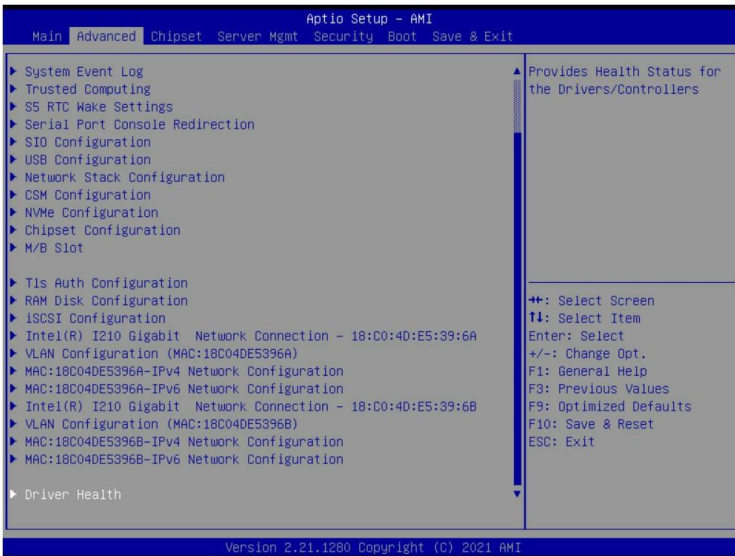 Aptio Setup – AMI
Main Advanced Chipset Server Mgmt Security Boot Save & Exit
System Event Log
Trusted Computing
S5 RTC Wake Settings
Serial Port Console Redirection
SIO Configuration
USB Configuration
Network Stack Configuration
CSM Configuration
NVMe Configuration
Chipset Configuration
M/B Slot
Tls Auth Configuration
RAM Disk Configuration
iSCSI Configuration
Intel(R) I210 Gigabit  Network Connection – 18:C0:4D:E5:39:6A
VLAN Configuration (MAC:18C04DE5396A)
MAC:18C04DE5396A-IPv4 Network Configuration
MAC:18C04DE5396A-IPv6 Network Configuration
Intel(R) I210 Gigabit  Network Connection – 18:C0:4D:E5:39:6B
VLAN Configuration (MAC:18C04DE5396B)
MAC:18C04DE5396B-IPv4 Network Configuration
MAC:18C04DE5396B-IPv6 Network Configuration
Driver Health
Provides Health Status for
the Drivers/Controllers
→←: Select Screen
↑↓: Select Item
Enter: Select
+/-: Change Opt.
F1: General Help
F3: Previous Values
F9: Optimized Defaults
F10: Save & Reset
ESC: Exit
Version 2.21.1280 Copyright (C) 2021 AMI